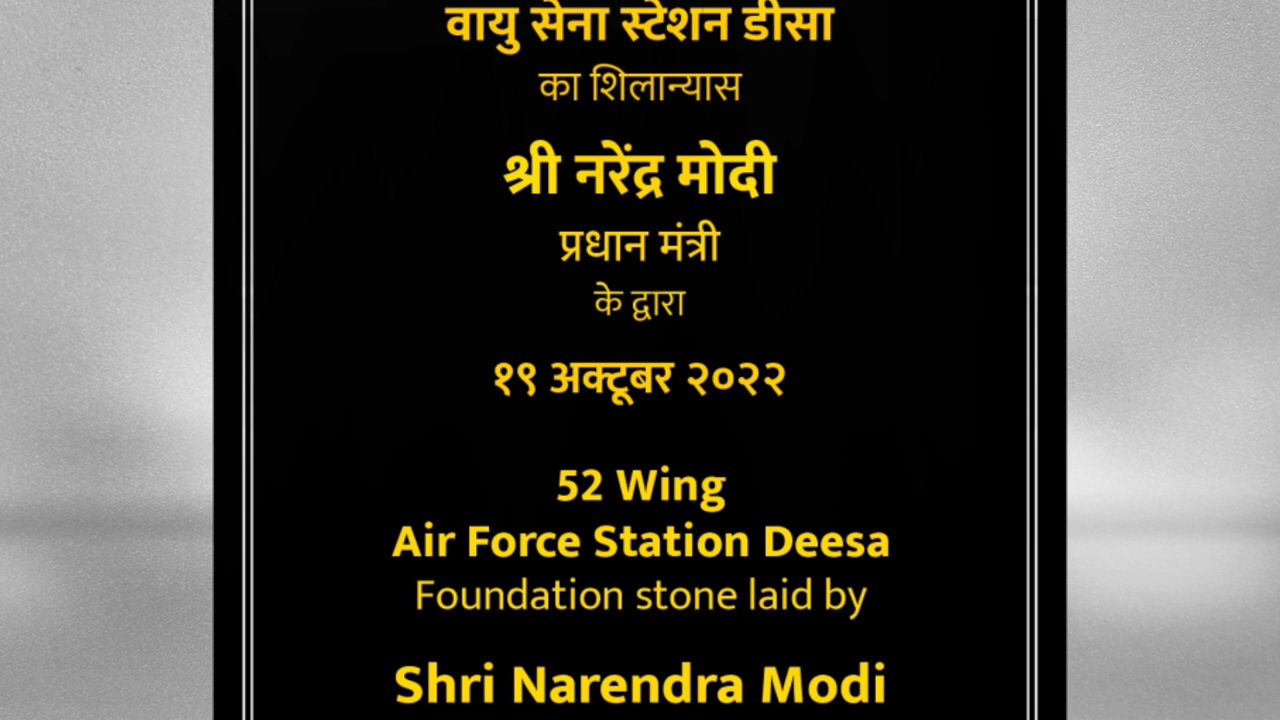 वायु सेना स्टेशन डीसा
का शिलान्यास
श्री नरेंद्र मोदी
प्रधान मंत्री
के द्वारा
१९ अक्टूबर २०२२
52 Wing
Air Force Station Deesa
Foundation stone laid by
Shri Narendra Modi